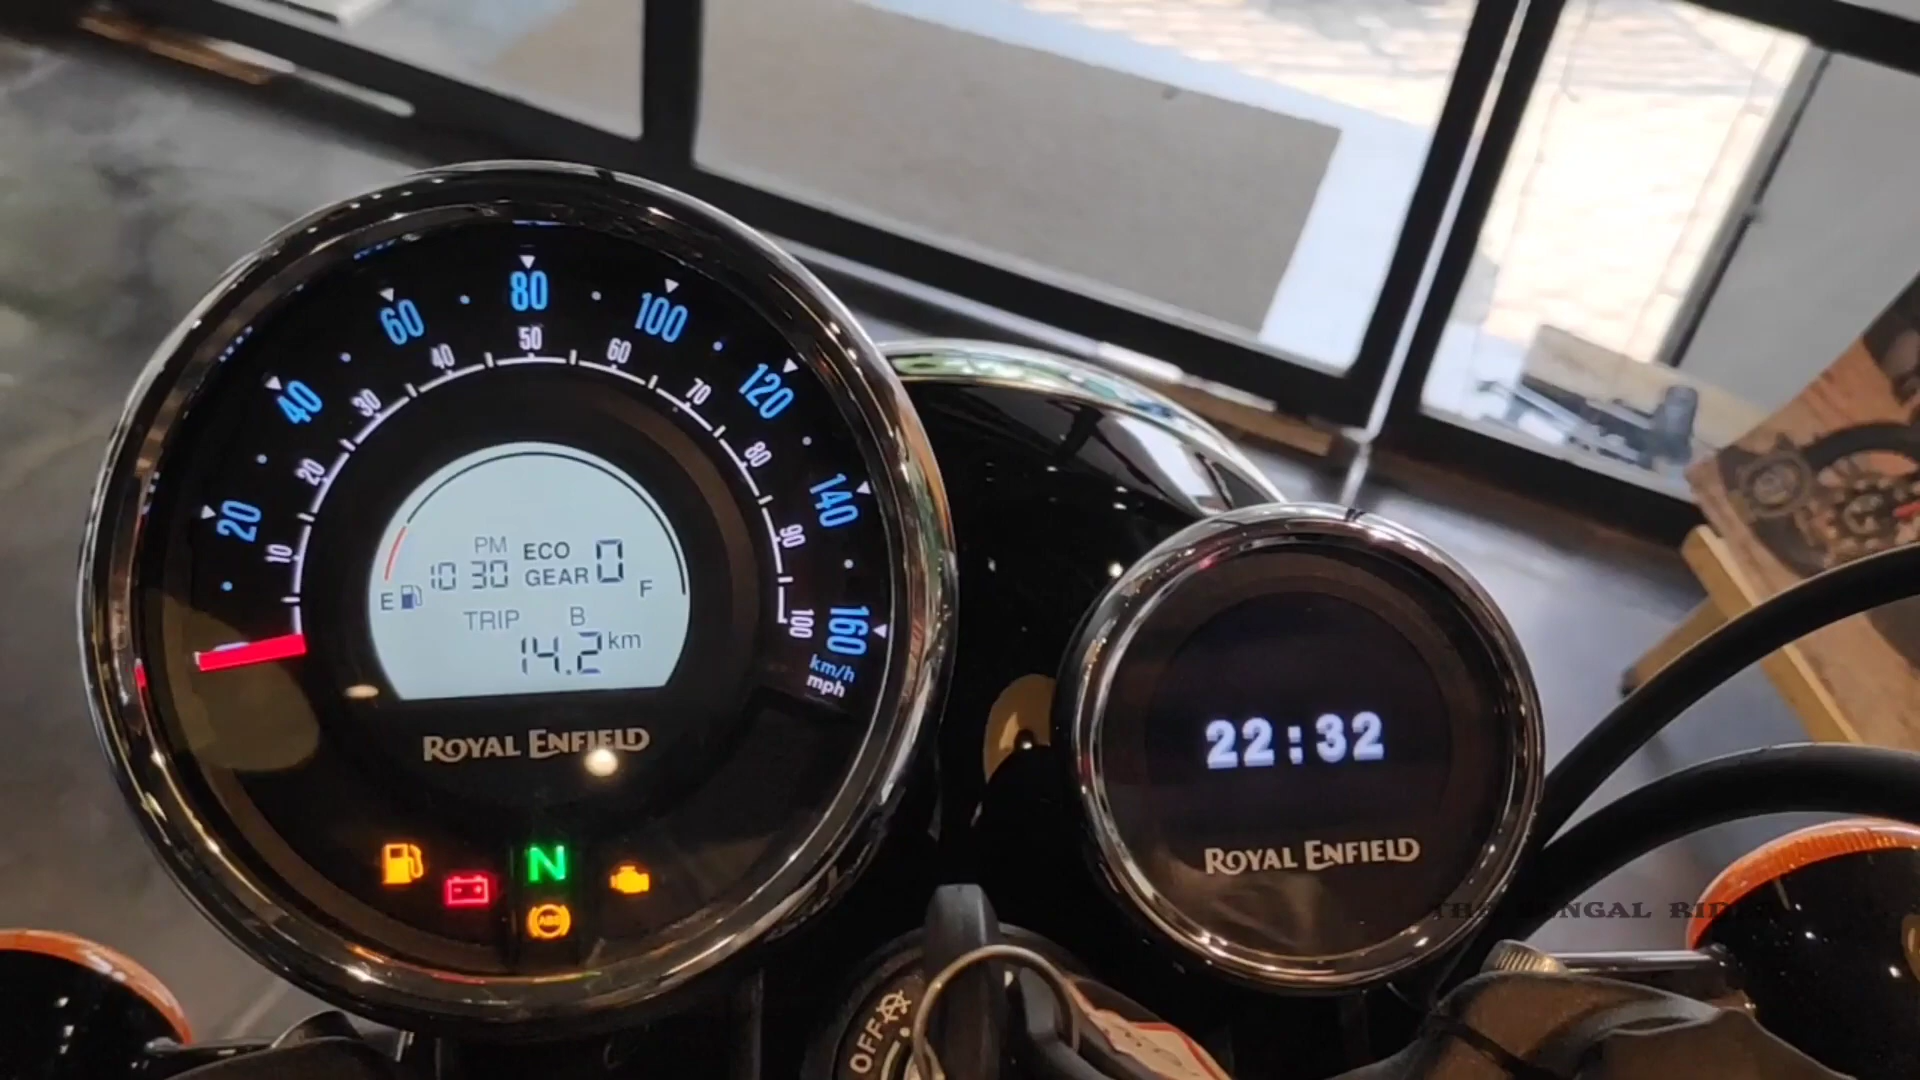 20
40
60
80
100
120
140
160
km/h
mph
10
20
30
40
50
60
70
80
90
100
PM
10 30
ECO
GEAR 0
E
F
TRIP B
14.2 km
ROYAL ENFIELD
N
ABS
22:32
ROYAL ENFIELD
OFF